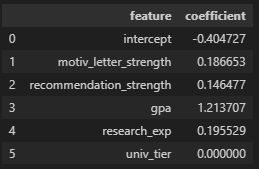 feature coefficient
0 intercept -0.404727
1 motiv_letter_strength 0.186653
2 recommendation_strength 0.146477
3 gpa 1.213707
4 research_exp 0.195529
5 univ_tier 0.000000